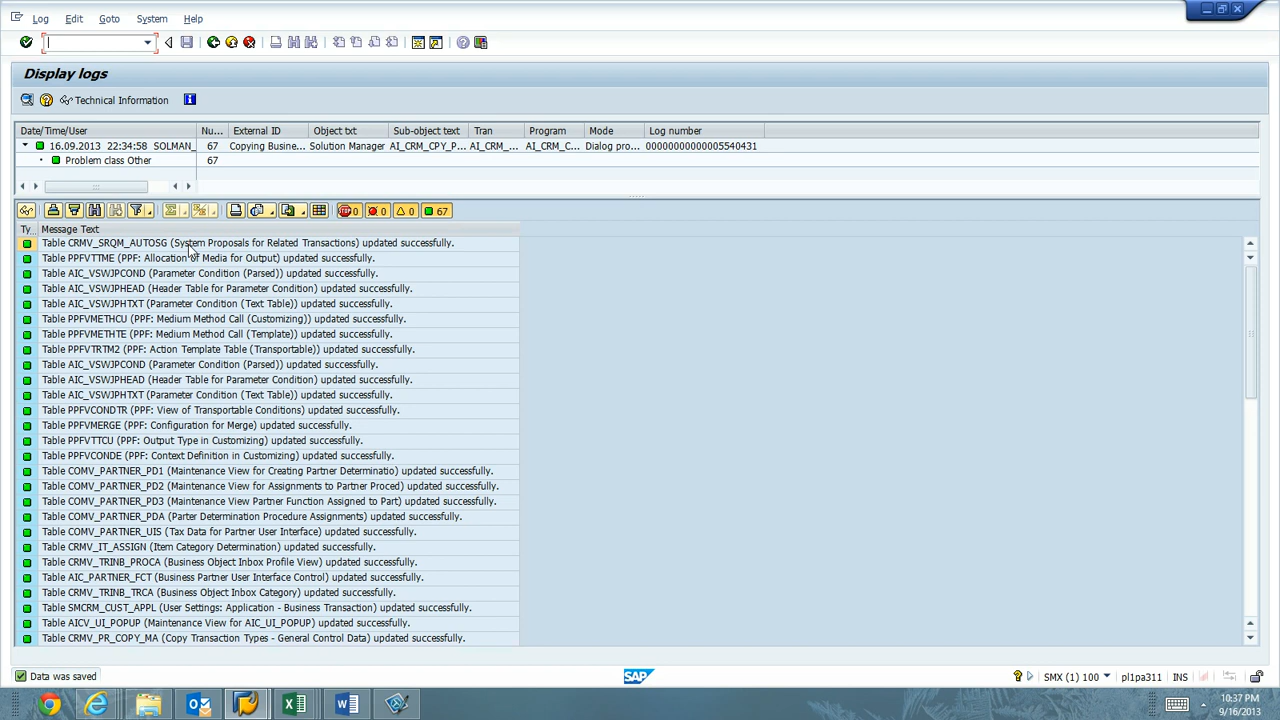 Log Edit Goto System Help
Display logs
Technical Information
Date/Time/User Nu... External ID Object txt Sub-object text Tran Program Mode Log number
16.09.2013 22:34:58 SOLMAN_ 67 Copying Busine... Solution Manager AI_CRM_CPY_P... AI_CRM_... AI_CRM_C... Dialog pro... 00000000000005540431
Problem class Other 67
0 0 0 67
Ty.. Message Text
Table CRMV_SRQM_AUTOSG (System Proposals for Related Transactions) updated successfully.
Table PPFVTTME (PPF: Allocation of Media for Output) updated successfully.
Table AIC_VSWJPCOND (Parameter Condition (Parsed)) updated successfully.
Table AIC_VSWJPHEAD (Header Table for Parameter Condition) updated successfully.
Table AIC_VSWJPHTXT (Parameter Condition (Text Table)) updated successfully.
Table PPFVMETHCU (PPF: Medium Method Call (Customizing)) updated successfully.
Table PPFVMETHTE (PPF: Medium Method Call (Template)) updated successfully.
Table PPFVTRTM2 (PPF: Action Template Table (Transportable)) updated successfully.
Table AIC_VSWJPCOND (Parameter Condition (Parsed)) updated successfully.
Table AIC_VSWJPHEAD (Header Table for Parameter Condition) updated successfully.
Table AIC_VSWJPHTXT (Parameter Condition (Text Table)) updated successfully.
Table PPFVCONDTR (PPF: View of Transportable Conditions) updated successfully.
Table PPFVMERGE (PPF: Configuration for Merge) updated successfully.
Table PPFVTTCU (PPF: Output Type in Customizing) updated successfully.
Table PPFVCONDE (PPF: Context Definition in Customizing) updated successfully.
Table COMV_PARTNER_PD1 (Maintenance View for Creating Partner Determinatio) updated successfully.
Table COMV_PARTNER_PD2 (Maintenance View for Assignments to Partner Proced) updated successfully.
Table COMV_PARTNER_PD3 (Maintenance View Partner Function Assigned to Part) updated successfully.
Table COMV_PARTNER_PDA (Parter Determination Procedure Assignments) updated successfully.
Table COMV_PARTNER_UIS (Tax Data for Partner User Interface) updated successfully.
Table CRMV_IT_ASSIGN (Item Category Determination) updated successfully.
Table CRMV_TRINB_PROCA (Business Object Inbox Profile View) updated successfully.
Table AIC_PARTNER_FCT (Business Partner User Interface Control) updated successfully.
Table CRMV_TRINB_TRCA (Business Object Inbox Category) updated successfully.
Table SMCRM_CUST_APPL (User Settings: Application - Business Transaction) updated successfully.
Table AICV_UI_POPUP (Maintenance View for AIC_UI_POPUP) updated successfully.
Table CRMV_PR_COPY_MA (Copy Transaction Types - General Control Data) updated successfully.
Data was saved SAP SMX (1) 100 pl1pa311 INS
10:37 PM
9/16/2013